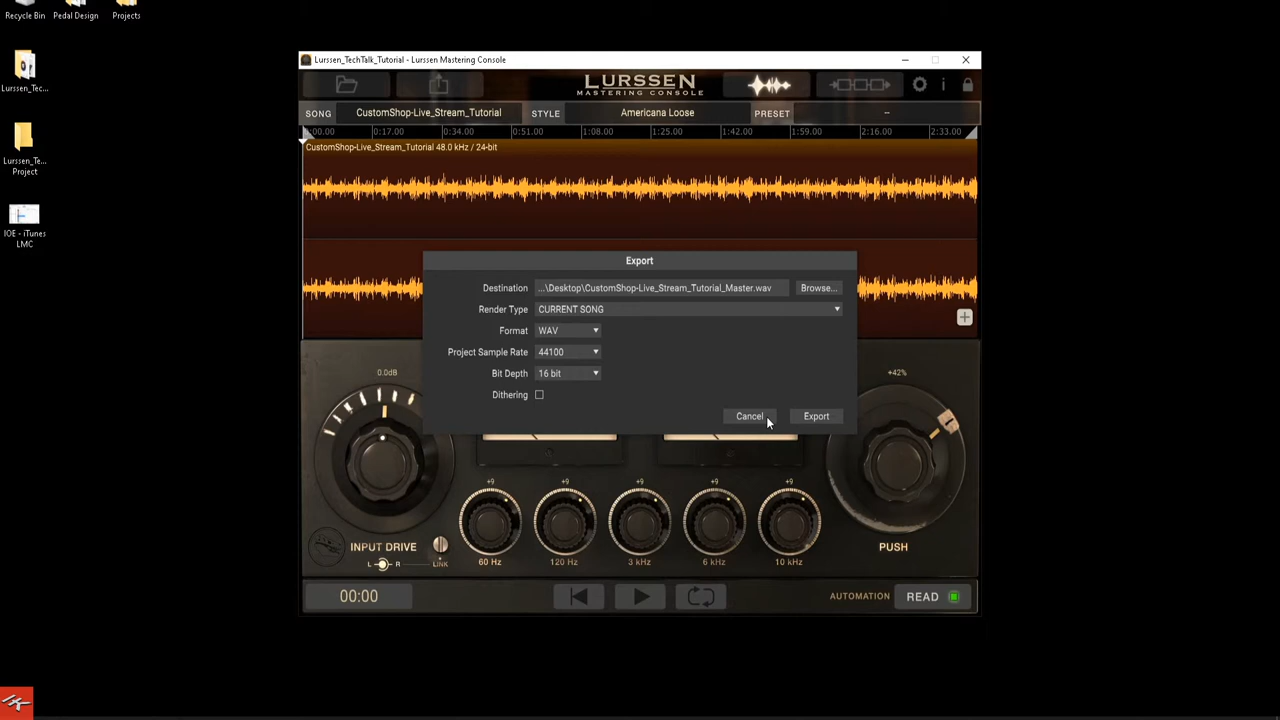 Recycle Bin
Pedal Design
Projects
Lurssen_Tec...
Lurssen_Te...
Project
IOE - iTunes
LMC
Lurssen_TechTalk_Tutorial - Lurssen Mastering Console
LURSSEN
MASTERING CONSOLE
SONG
CustomShop-Live_Stream_Tutorial
STYLE
Americana Loose
PRESET
--
0:00.00
0:17.00
0:34.00
0:51.00
1:08.00
1:25.00
1:42.00
1:59.00
2:16.00
2:33.00
CustomShop-Live_Stream_Tutorial 48.0 kHz / 24-bit
Export
Destination
...\Desktop\CustomShop-Live_Stream_Tutorial_Master.wav
Browse...
Render Type
CURRENT SONG
Format
WAV
Project Sample Rate
44100
Bit Depth
16 bit
Dithering
Cancel
Export
0.0dB
+42%
+9
+9
+9
+9
+9
INPUT DRIVE
L
R
LINK
60 Hz
120 Hz
3 kHz
6 kHz
10 kHz
PUSH
00:00
AUTOMATION
READ
IK